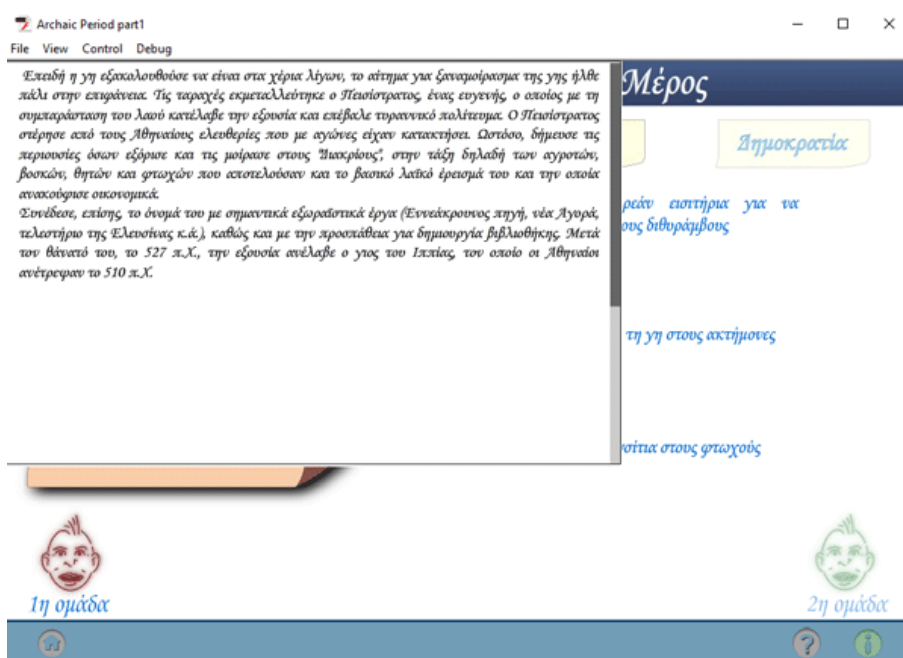 Archaic Period part1
File View Control Debug
Επειδή η γη εξακολουθούσε να είναι στα χέρια λίγων, το αίτημα για ξαναμοίρασμα της γης ήλθε
πάλι στην επιφάνεια. Τις ταραχές εκμεταλλεύτηκε ο Πεισίστρατος, ένας ευγενής, ο οποίος με τη
συμπαράσταση του λαού κατέλαβε την εξουσία και επέβαλε τυραννικό πολίτευμα. Ο Πεισίστρατος
στέρησε από τους Αθηναίους ελευθερίες που με αγώνες είχαν κατακτήσει. Ωστόσο, δήμευσε τις
περιουσίες όσων εξόρισε και τις μοίρασε στους "Διακρίους", στην τάξη δηλαδή των αγροτών,
βοσκών, θητών και φτωχών που αποτελούσαν και το βασικό λαϊκό έρεισμά του και την οποία
ανακούφισε οικονομικά.
Συνέδεσε, επίσης, το όνομά του με σημαντικά εξωραϊστικά έργα (Εννεάκρουνος πηγή, νέα Αγορά,
τελεστήριο της Ελευσίνας κ.ά.), καθώς και με την προσπάθεια για δημιουργία βιβλιοθήκης. Μετά
τον θάνατό του, το 527 π.Χ., την εξουσία ανέλαβε ο γιος του Ιππίας, τον οποίο οι Αθηναίοι
ανέτρεψαν το 510 π.Χ.
Μέρος
Δημοκρατία
εισιτήρια για να
διθυράμβους
τη γη στους ακτήμονες
στους φτωχούς
1η ομάδα
2η ομάδα
?
i